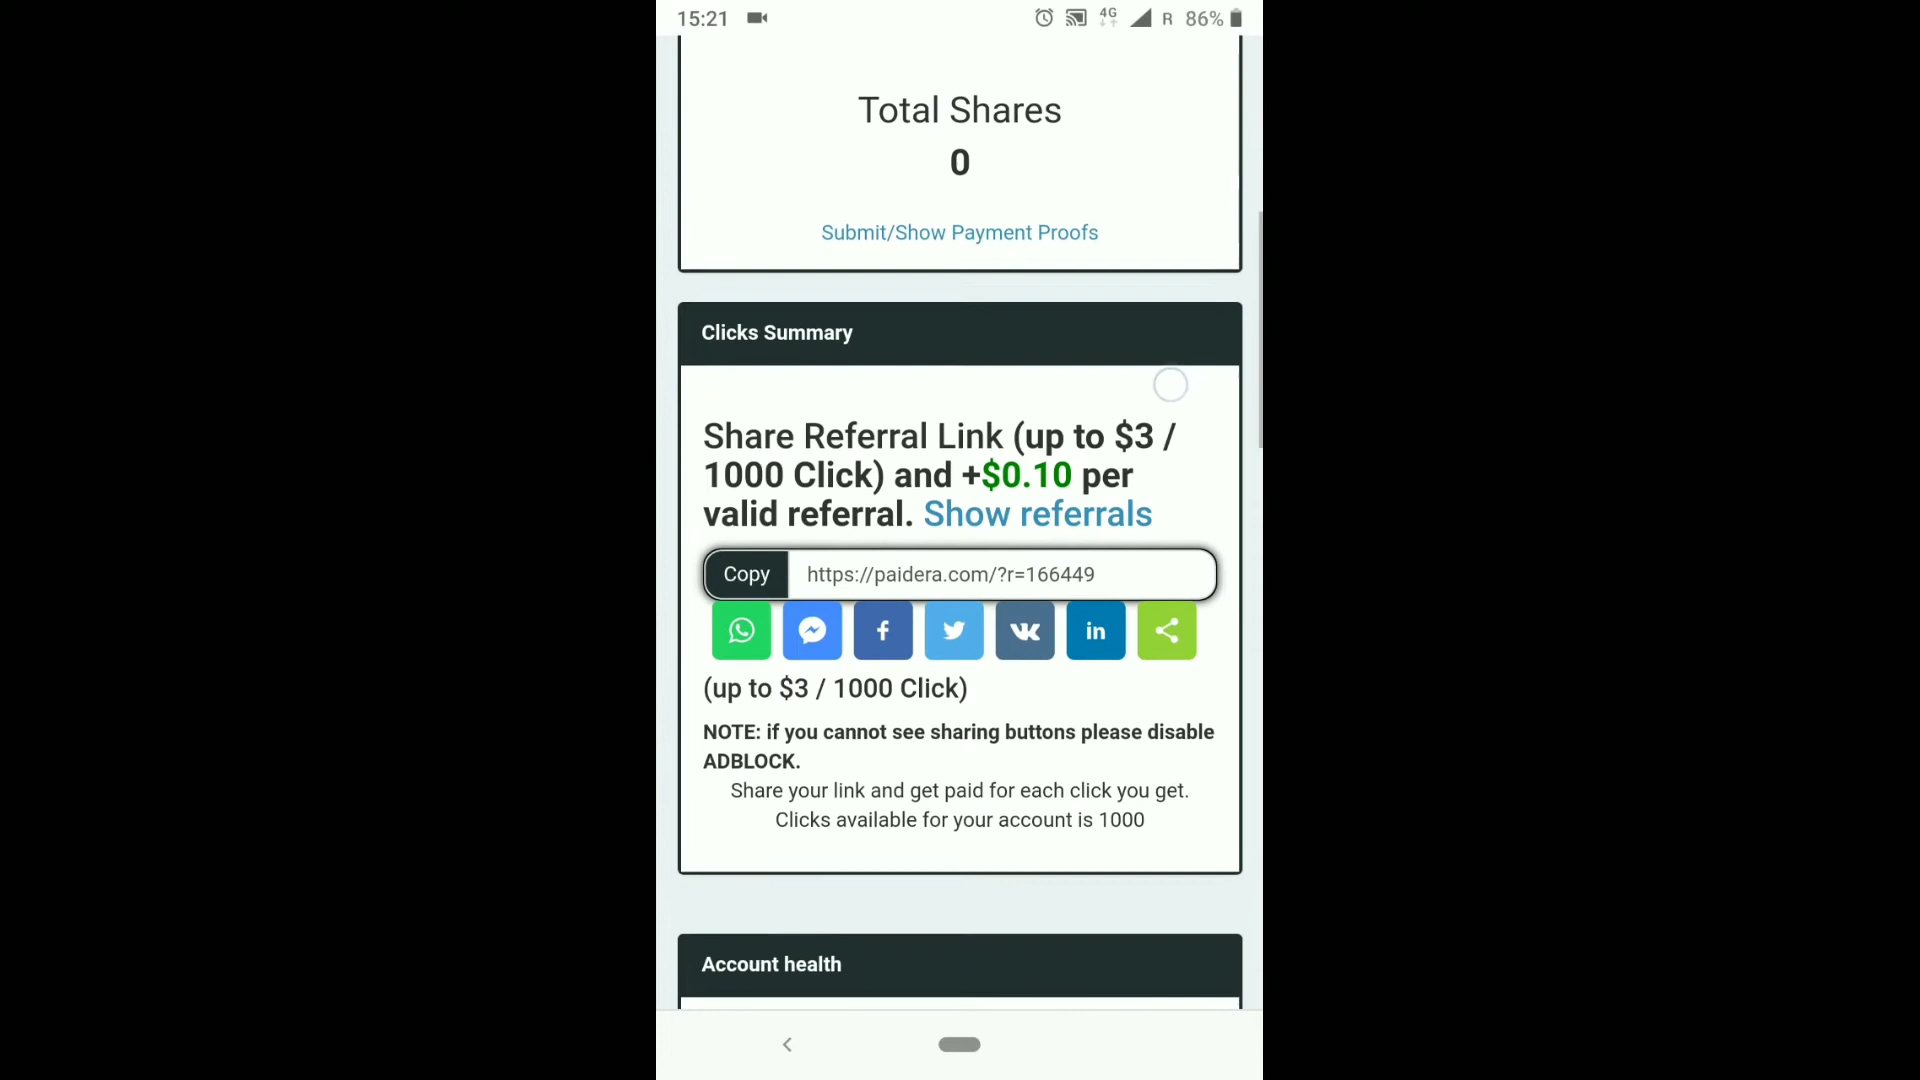 15:21 4G R 86%
Total Shares
0
Submit/Show Payment Proofs
Clicks Summary
Share Referral Link (up to $3 /
1000 Click) and +$0.10 per
valid referral. Show referrals
Copy https://paidera.com/?r=166449
(up to $3 / 1000 Click)
NOTE: if you cannot see sharing buttons please disable
ADBLOCK.
Share your link and get paid for each click you get.
Clicks available for your account is 1000
Account health